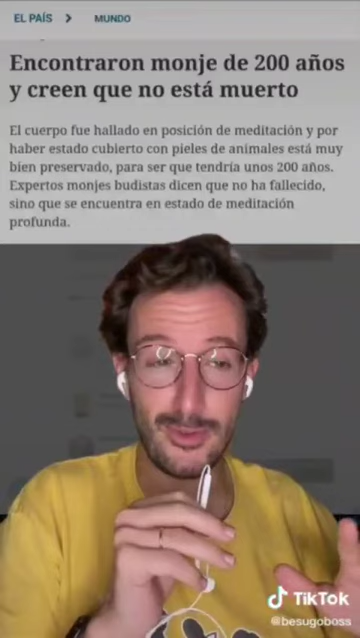 EL PAÍS > MUNDO
Encontraron monje de 200 años
y creen que no está muerto
El cuerpo fue hallado en posición de meditación y por
haber estado cubierto con pieles de animales está muy
bien preservado, para ser que tendría unos 200 años.
Expertos monjes budistas dicen que no ha fallecido,
sino que se encuentra en estado de meditación
profunda.
TikTok
@besugoboss